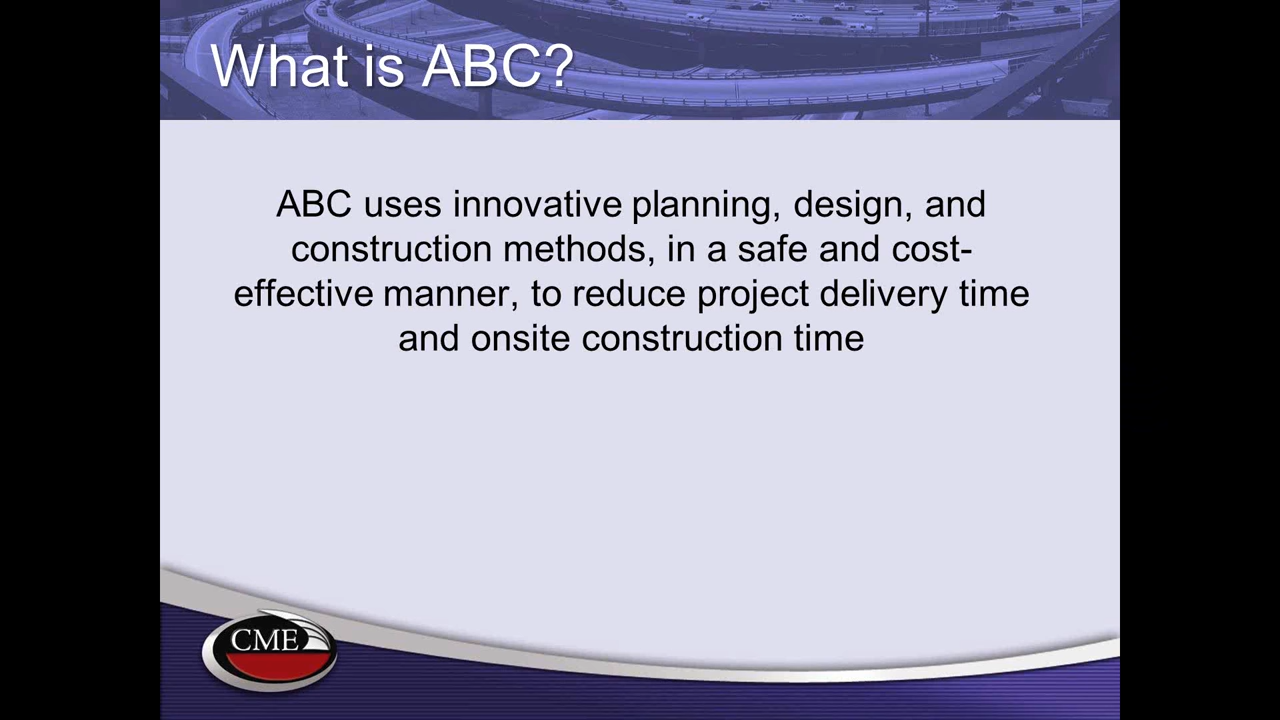 What is ABC?
ABC uses innovative planning, design, and
construction methods, in a safe and cost-
effective manner, to reduce project delivery time
and onsite construction time
CME